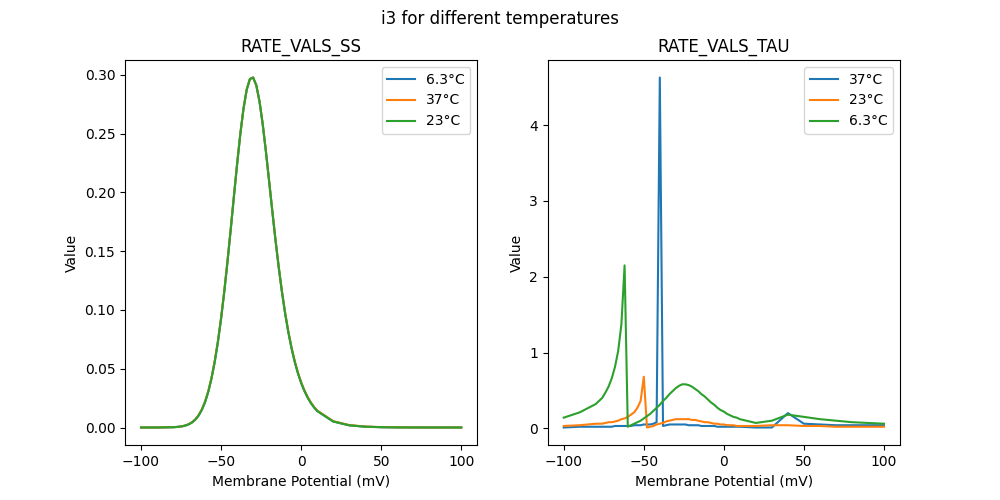 i3 for different temperatures
RATE_VALS_SS
0.30
0.25
0.20
0.15
0.10
0.05
0.00
Value
−100
−50
0
50
100
Membrane Potential (mV)
6.3°C
37°C
23°C
RATE_VALS_TAU
4
3
2
1
0
Value
−100
−50
0
50
100
Membrane Potential (mV)
37°C
23°C
6.3°C